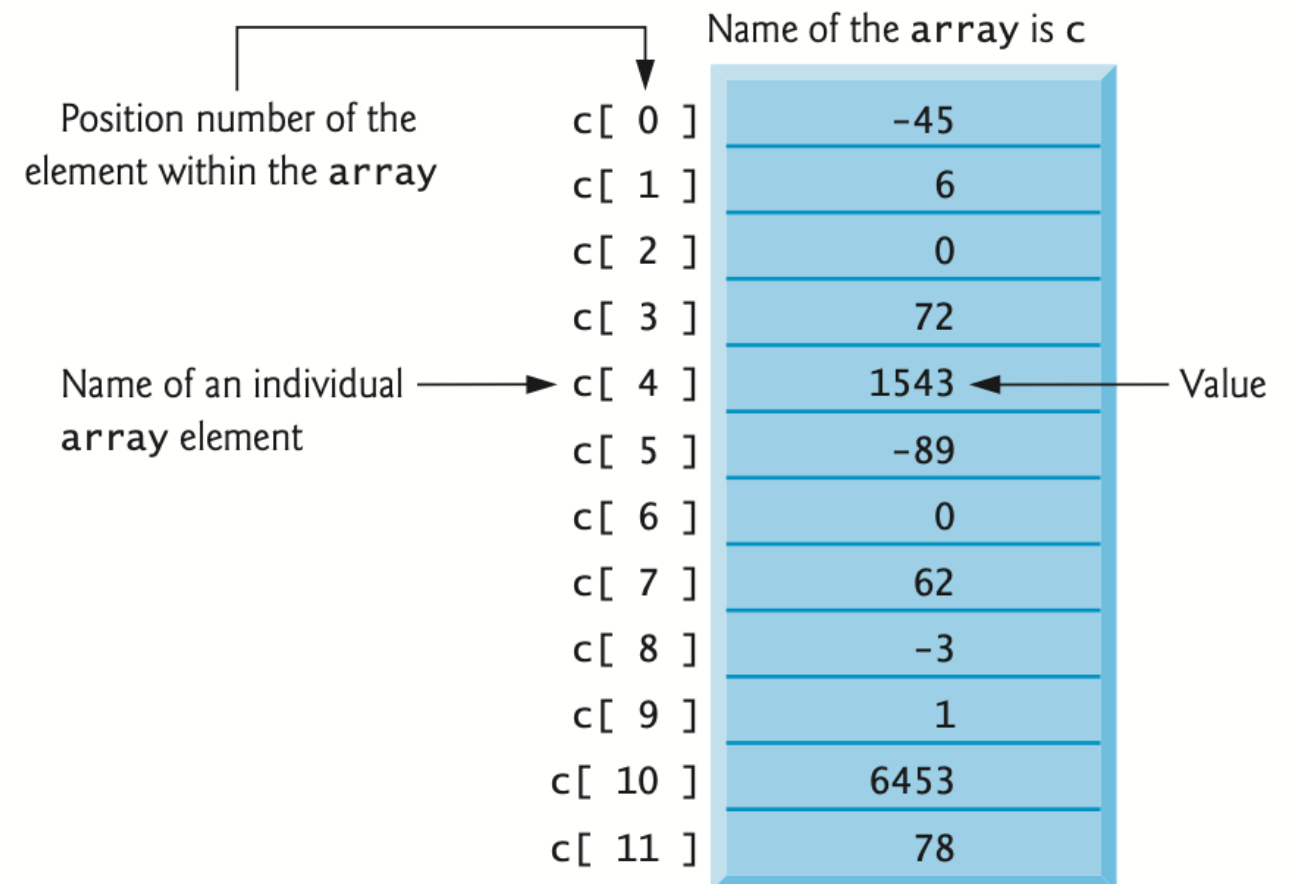 Name of the array is c
Position number of the
element within the array
c[ 0 ] -45
c[ 1 ] 6
c[ 2 ] 0
c[ 3 ] 72
Name of an individual
array element
c[ 4 ] 1543
Value
c[ 5 ] -89
c[ 6 ] 0
c[ 7 ] 62
c[ 8 ] -3
c[ 9 ] 1
c[ 10 ] 6453
c[ 11 ] 78